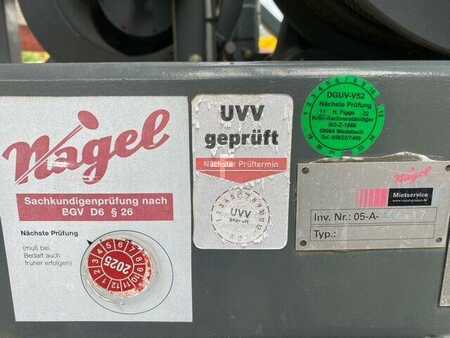 Nagel
Sachkundigenprüfung nach
BGV D6 § 26
Nächste Prüfung
(muß bei
Bedarf auch
früher erfolgen)
2025
UVV
geprüft
Nächster Prüftermin
UVV
geprüft
DGUV-V52
Nächste Prüfung
Nagel
Mietservice
Inv. Nr.: 05-A-
Typ.: